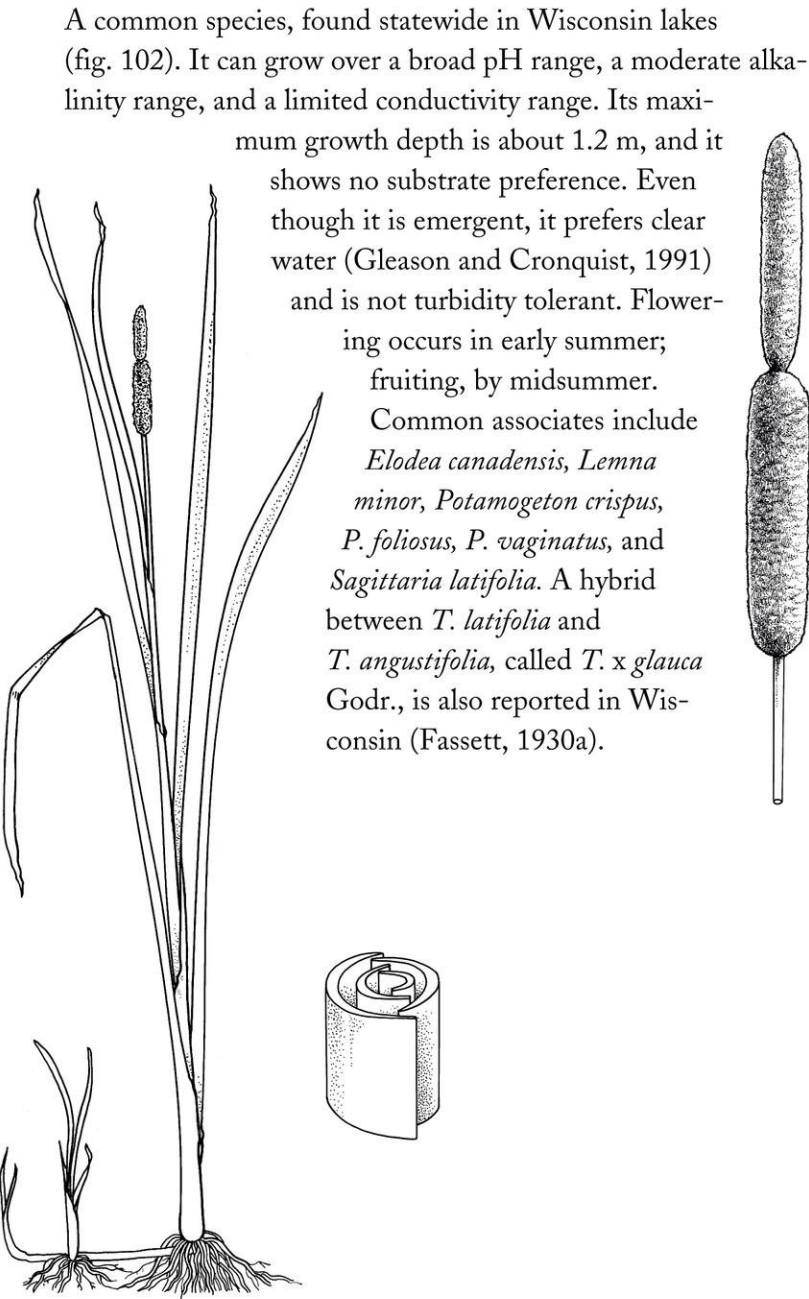 A common species, found statewide in Wisconsin lakes
(fig. 102). It can grow over a broad pH range, a moderate alka-
linity range, and a limited conductivity range. Its maxi-
mum growth depth is about 1.2 m, and it
shows no substrate preference. Even
though it is emergent, it prefers clear
water (Gleason and Cronquist, 1991)
and is not turbidity tolerant. Flower-
ing occurs in early summer;
fruiting, by midsummer.
Common associates include
Elodea canadensis, Lemna
minor, Potamogeton crispus,
P. foliosus, P. vaginatus, and
Sagittaria latifolia. A hybrid
between T. latifolia and
T. angustifolia, called T. x glauca
Godr., is also reported in Wis-
consin (Fassett, 1930a).